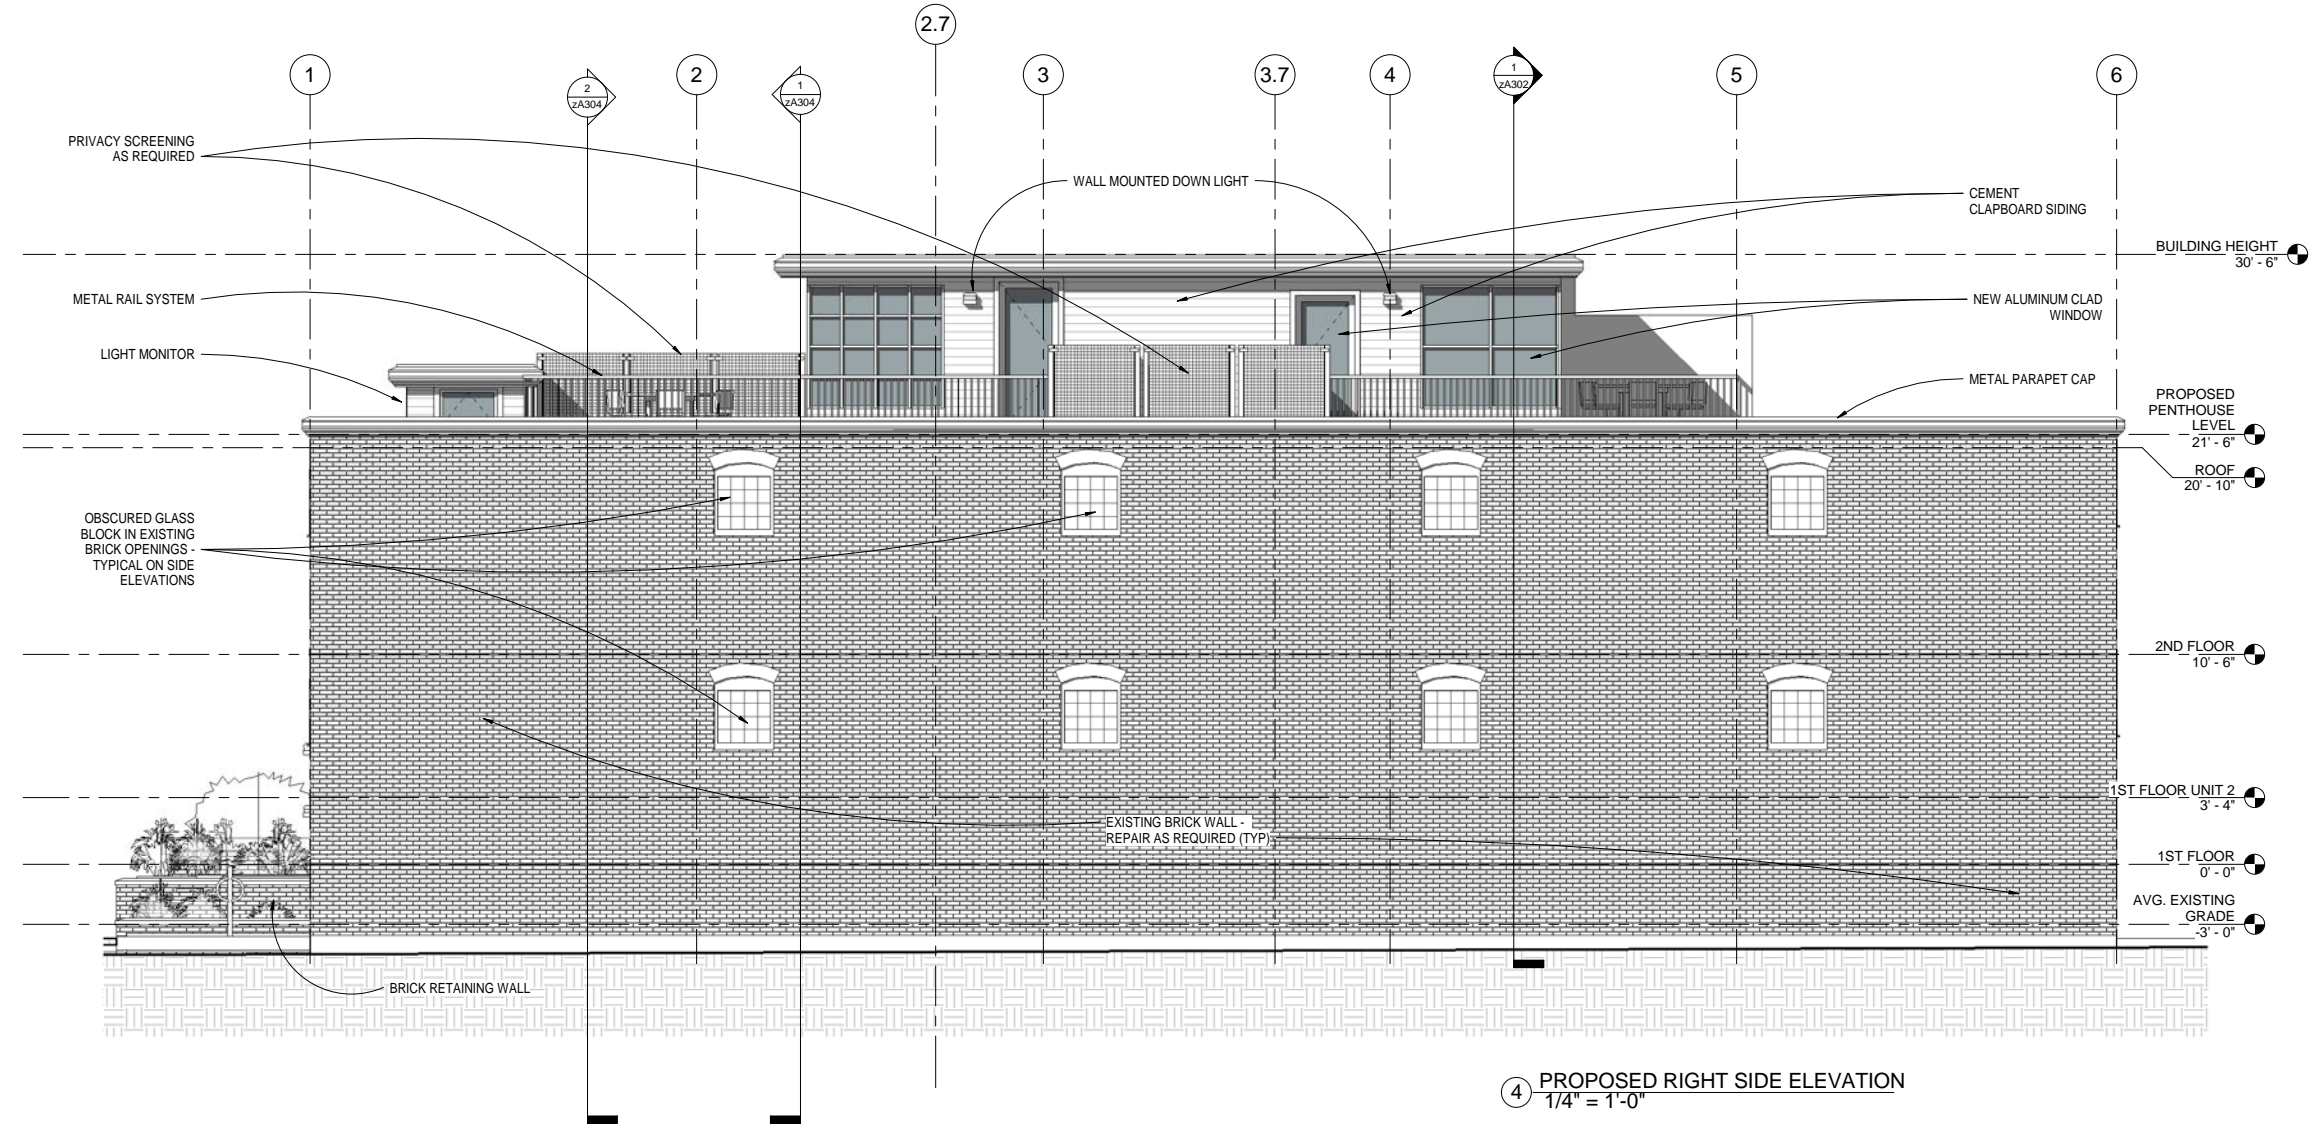 2.7
1
2
zA304
2
1
zA304
3
3.7
4
1
zA302
5
6
PRIVACY SCREENING
AS REQUIRED
WALL MOUNTED DOWN LIGHT
CEMENT
CLAPBOARD SIDING
BUILDING HEIGHT
30' - 6"
METAL RAIL SYSTEM
NEW ALUMINUM CLAD
WINDOW
LIGHT MONITOR
METAL PARAPET CAP
PROPOSED
PENTHOUSE
LEVEL
21' - 6"
ROOF
20' - 10"
OBSCURED GLASS
BLOCK IN EXISTING
BRICK OPENINGS -
TYPICAL ON SIDE
ELEVATIONS
2ND FLOOR
10' - 6"
1ST FLOOR UNIT 2
3' - 4"
EXISTING BRICK WALL -
REPAIR AS REQUIRED (TYP)
1ST FLOOR
0' - 0"
AVG. EXISTING
GRADE
-3' - 0"
BRICK RETAINING WALL
4
PROPOSED RIGHT SIDE ELEVATION
1/4" = 1'-0"